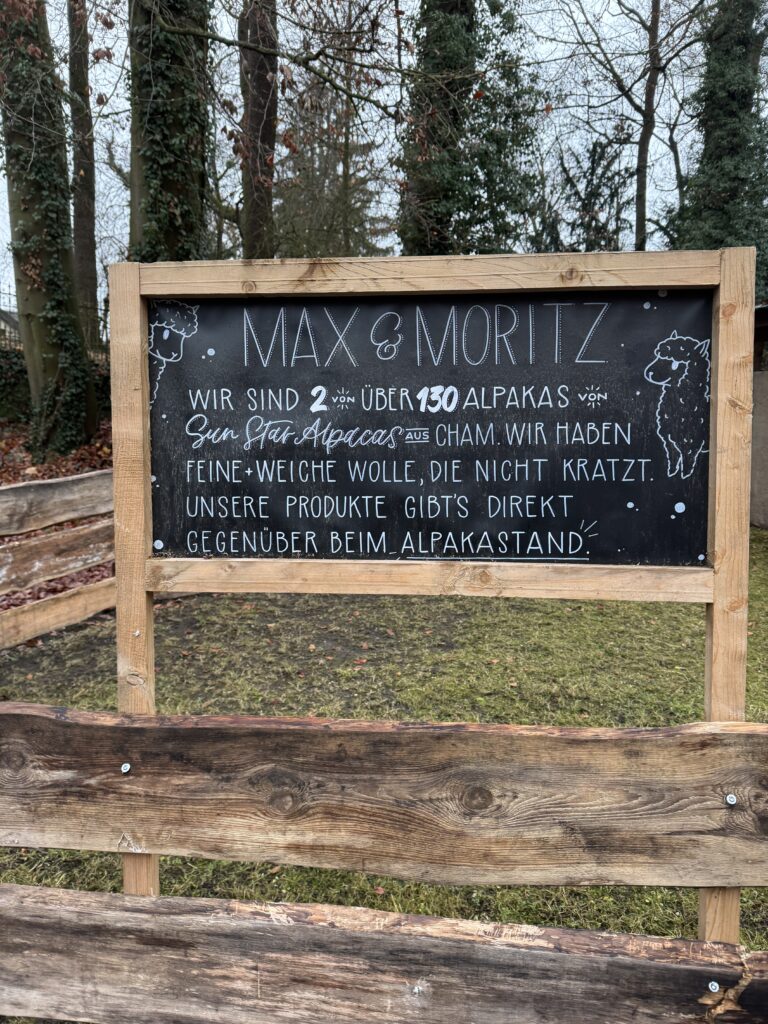 MAX & MORITZ
WIR SIND 2 VON ÜBER 130 ALPAKAS VON
Sun Star Alpacas AUS CHAM. WIR HABEN
FEINE+WEICHE WOLLE, DIE NICHT KRATZT.
UNSERE PRODUKTE GIBT'S DIREKT
GEGENÜBER BEIM ALPAKASTAND.